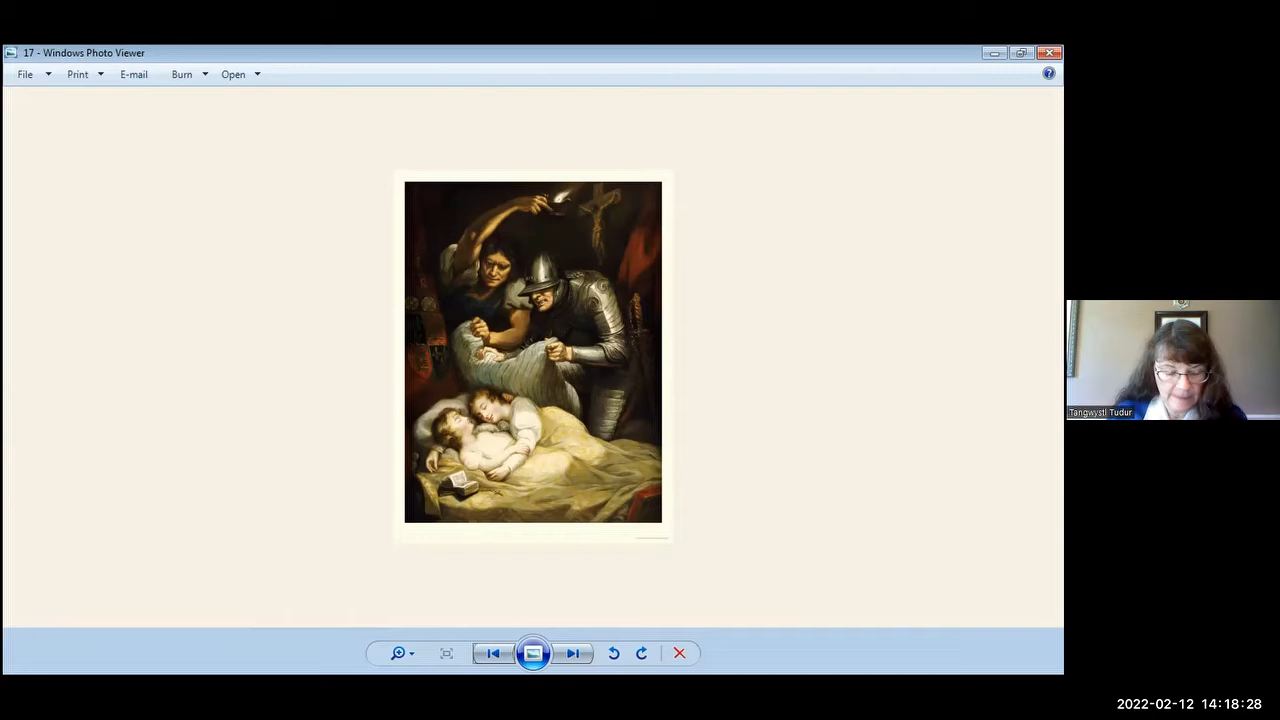 17 - Windows Photo Viewer
File Print E-mail Burn Open
Tangwystl Tudur
2022-02-12 14:18:28